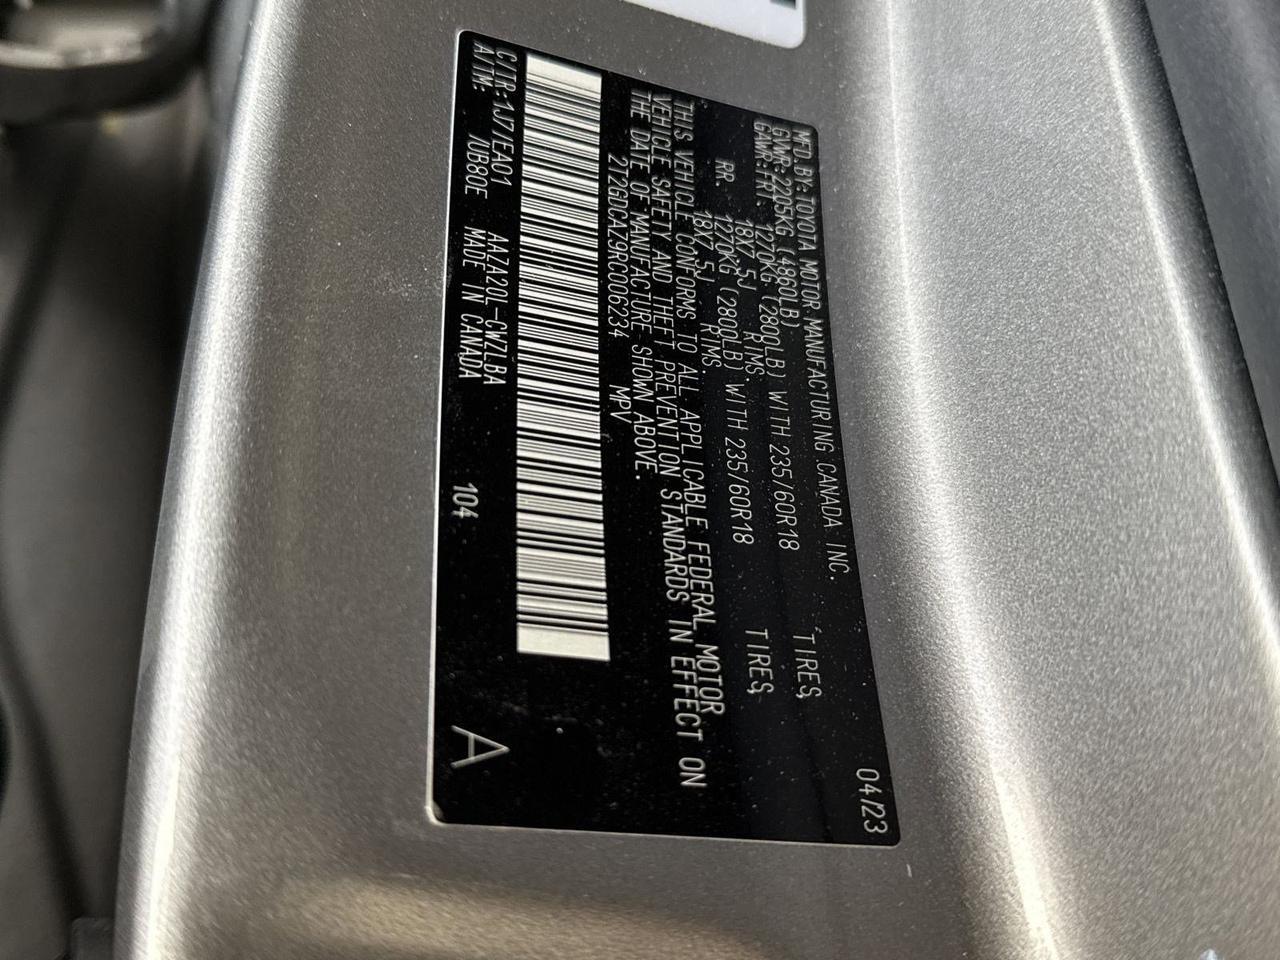 MFD.BY:TOYOTA MOTOR MANUFACTURING CANADA INC. 04/23
GVWR:2205KG (4860LB)
GAWR:FRT. 1270KG (2800LB) WITH 235/60R18 TIRES,
18X7.5J RIMS.
RR. 1270KG (2800LB) WITH 235/60R18 TIRES,
18X7.5J RIMS
THIS VEHICLE CONFORMS TO ALL APPLICABLE FEDERAL MOTOR
VEHICLE SAFETY AND THEFT PREVENTION STANDARDS IN EFFECT ON
THE DATE OF MANUFACTURE SHOWN ABOVE.
2T2GDCAZ9RC006234 MPV
C/TR:1J7/EA01 AAZA20L-CWZLBA
A/TM: /UB80E MADE IN CANADA 104 A